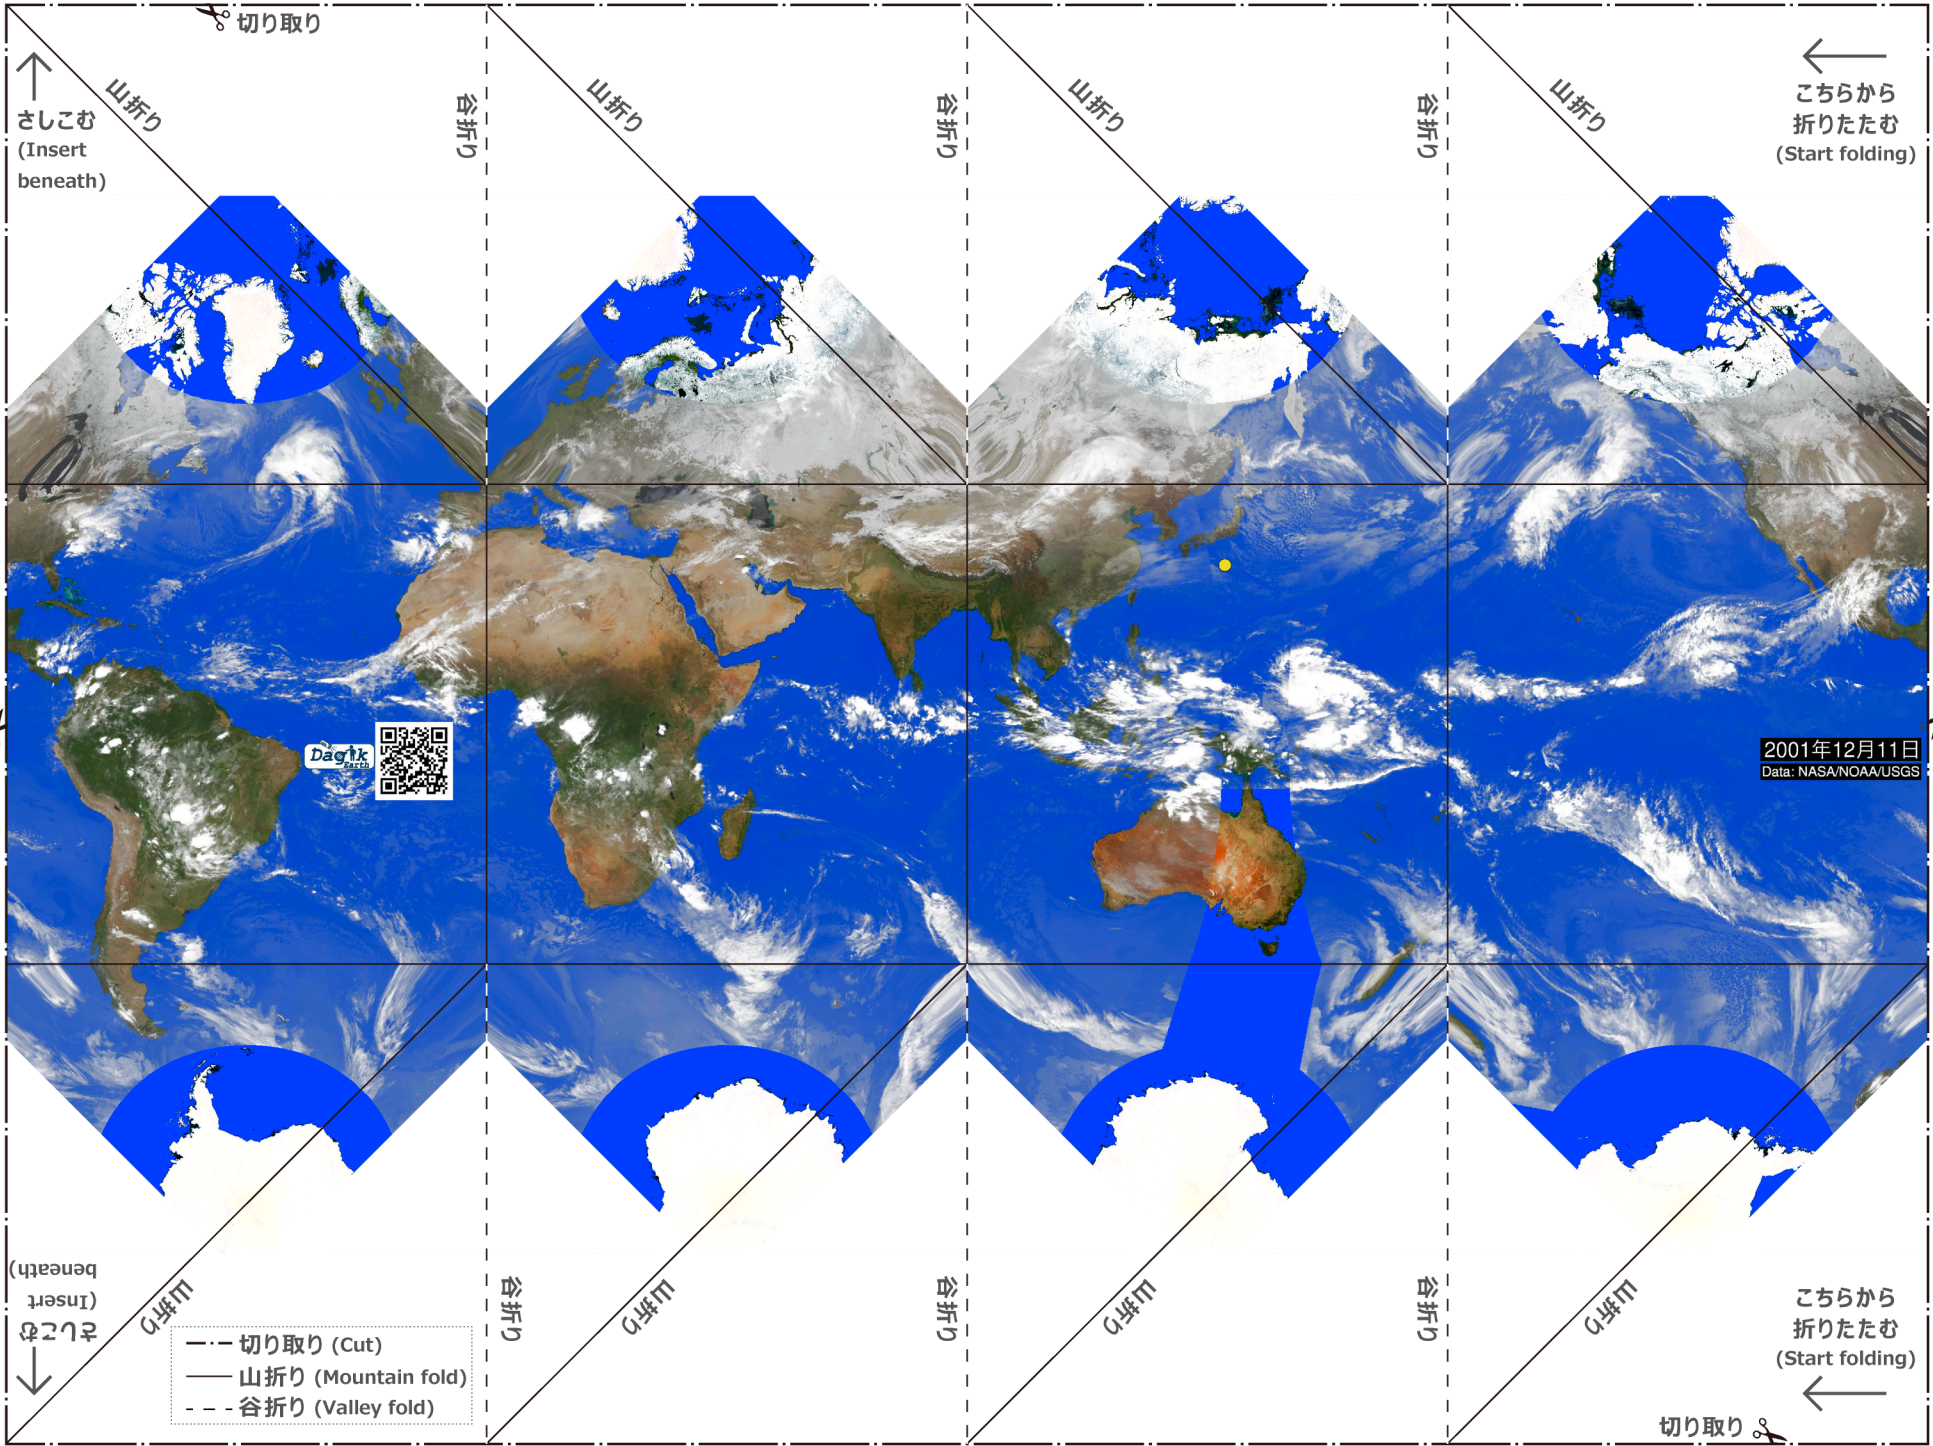 切り取り
山折り
谷折り
山折り
谷折り
山折り
谷折り
山折り
さしこむ
(Insert
beneath)
こちらから
折りたたむ
(Start folding)
Dagik
Earth
2001年12月11日
Data: NASA/NOAA/USGS
さしこむ
(Insert
beneath)
山折り
谷折り
山折り
谷折り
山折り
谷折り
山折り
切り取り (Cut)
山折り (Mountain fold)
谷折り (Valley fold)
こちらから
折りたたむ
(Start folding)
切り取り